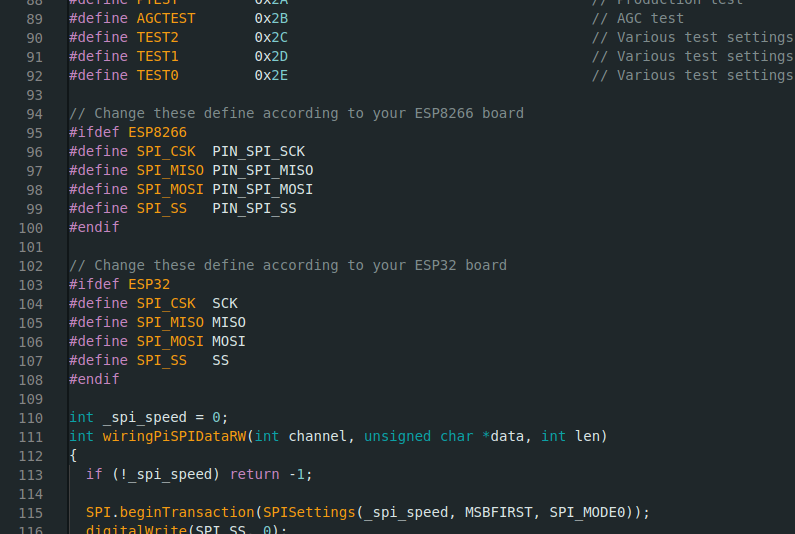 88 #define PTEST 0x2A // Production test
89 #define AGCTEST 0x2B // AGC test
90 #define TEST2 0x2C // Various test settings
91 #define TEST1 0x2D // Various test settings
92 #define TEST0 0x2E // Various test settings
93
94 // Change these define according to your ESP8266 board
95 #ifdef ESP8266
96 #define SPI_CSK PIN_SPI_SCK
97 #define SPI_MISO PIN_SPI_MISO
98 #define SPI_MOSI PIN_SPI_MOSI
99 #define SPI_SS PIN_SPI_SS
100 #endif
101
102 // Change these define according to your ESP32 board
103 #ifdef ESP32
104 #define SPI_CSK SCK
105 #define SPI_MISO MISO
106 #define SPI_MOSI MOSI
107 #define SPI_SS SS
108 #endif
109
110 int _spi_speed = 0;
111 int wiringPiSPIDataRW(int channel, unsigned char *data, int len)
112 {
113 if (!_spi_speed) return -1;
114
115 SPI.beginTransaction(SPISettings(_spi_speed, MSBFIRST, SPI_MODE0));
116 digitalWrite(SPI_SS, 0);